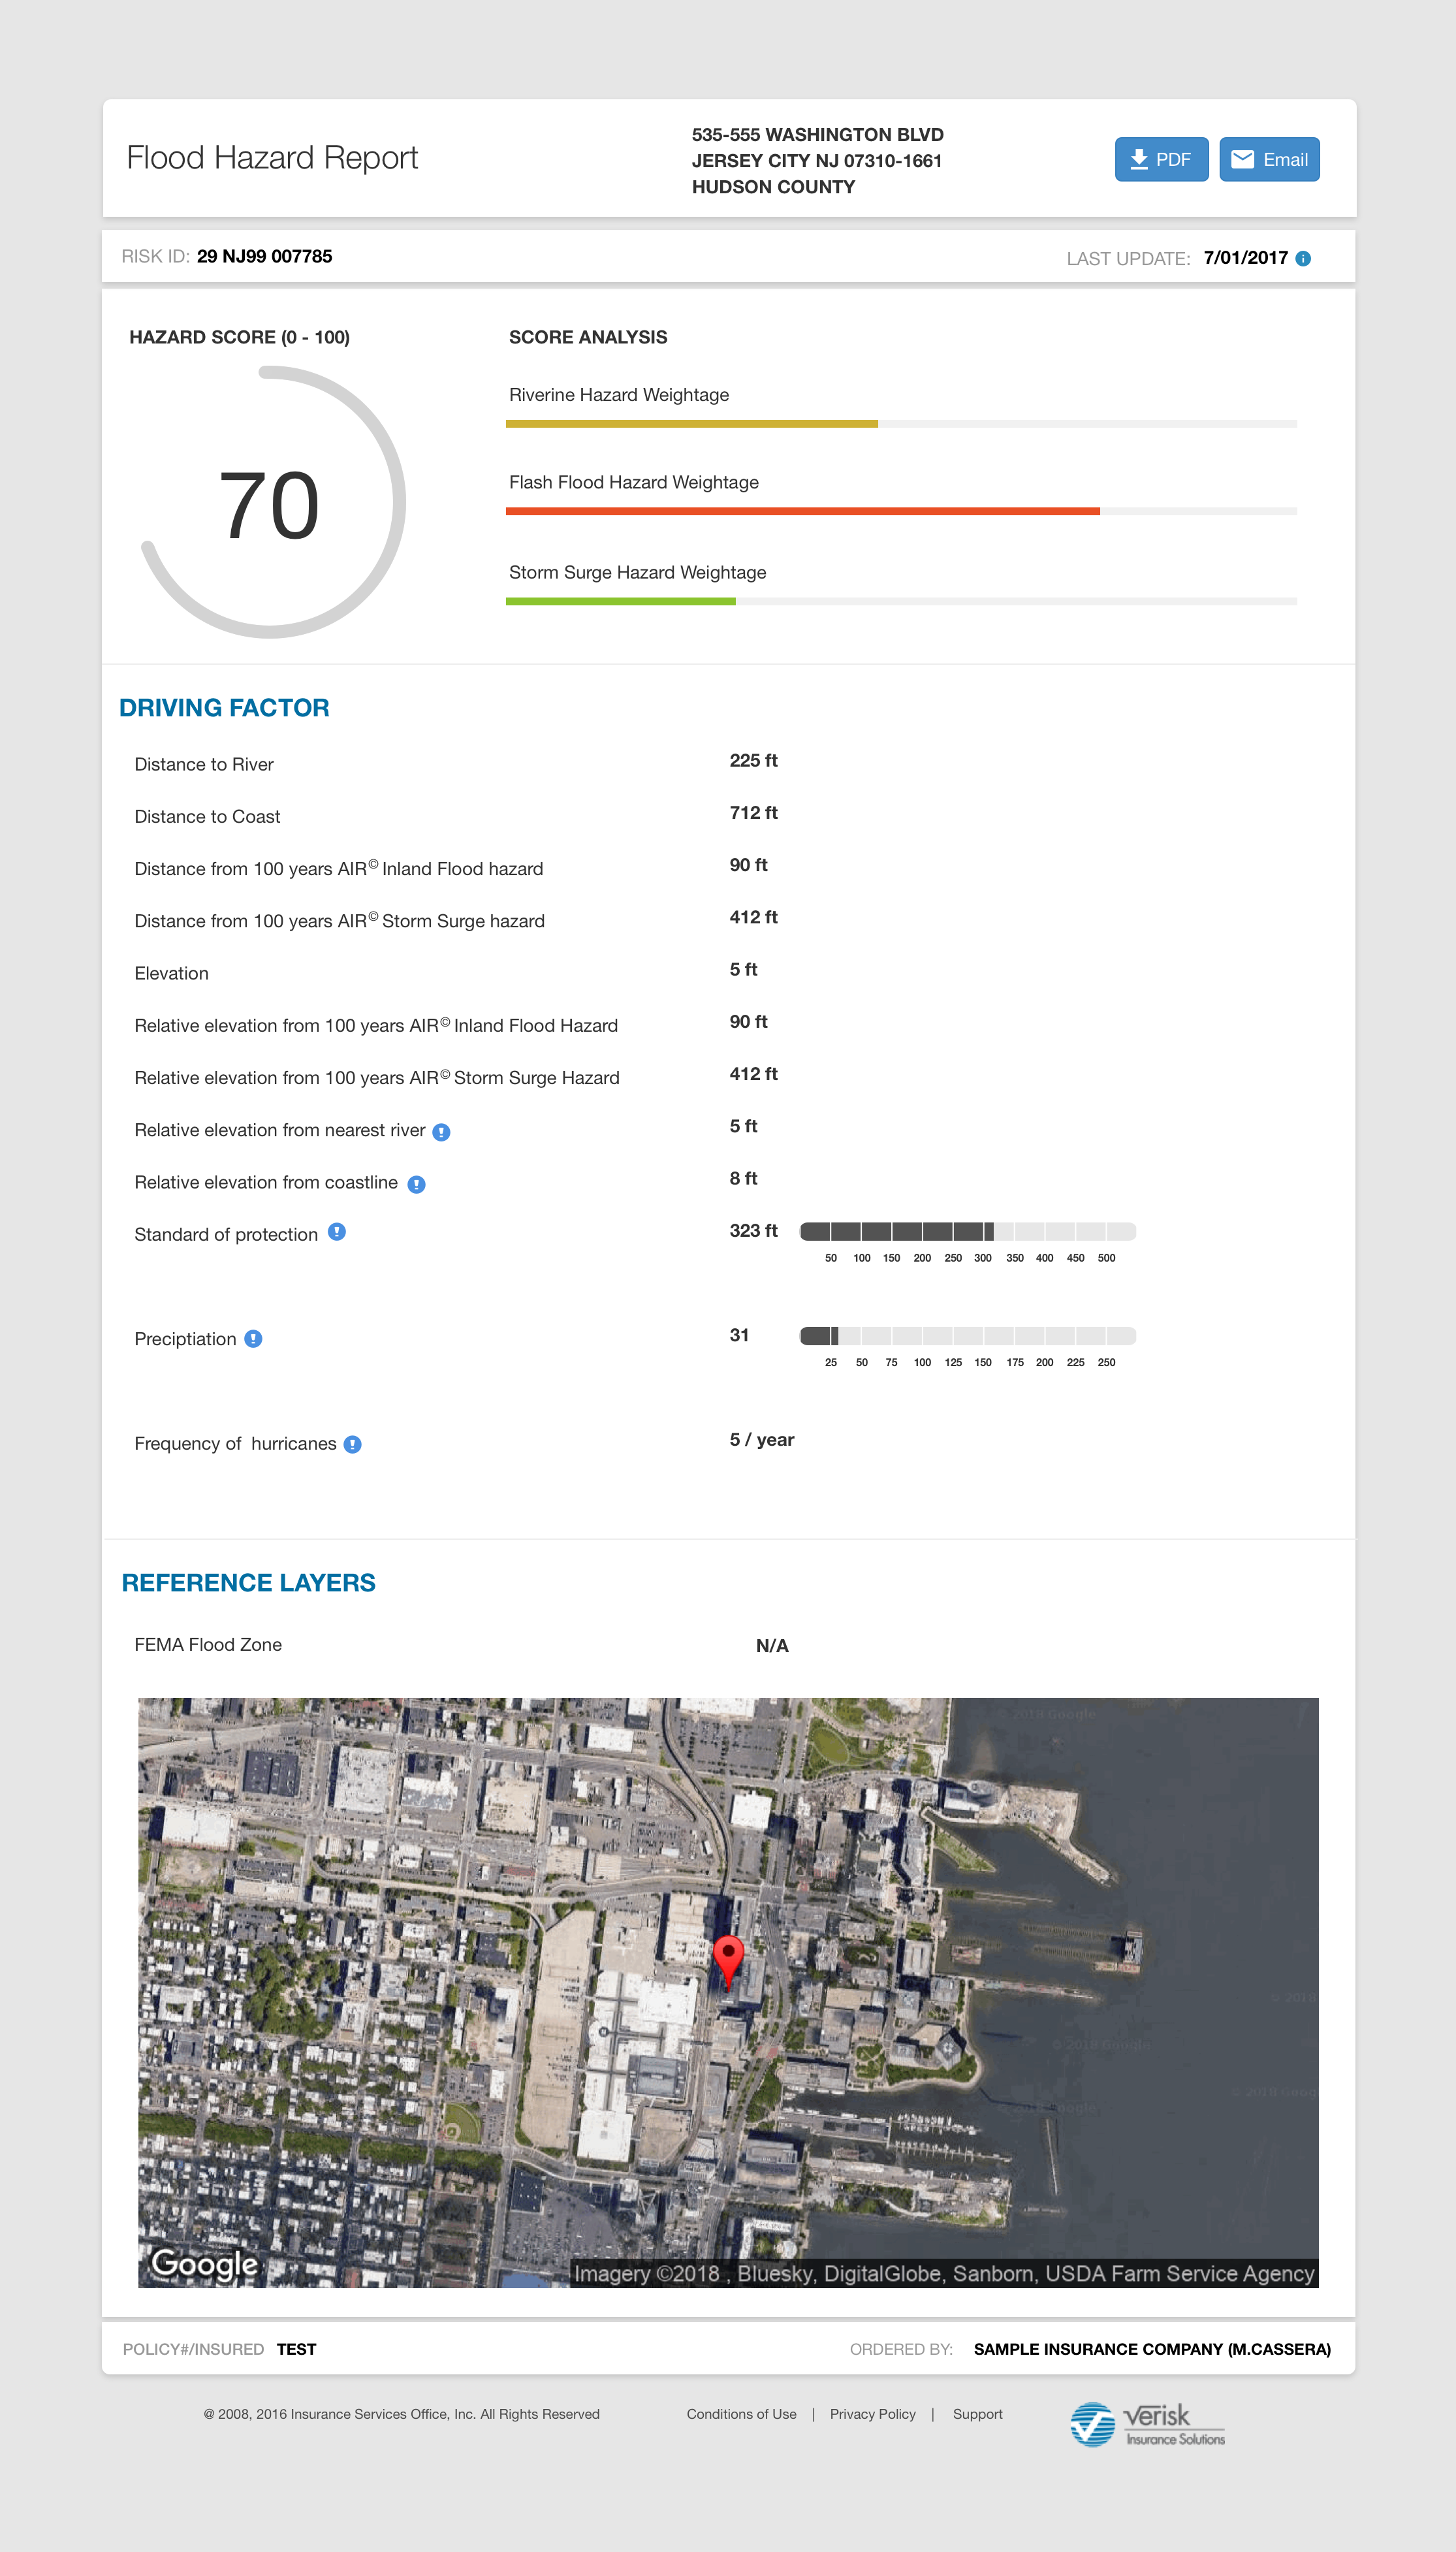 Flood Hazard Report
535-555 WASHINGTON BLVD
JERSEY CITY NJ 07310-1661
HUDSON COUNTY
PDF
Email
RISK ID: 29 NJ99 007785
LAST UPDATE: 7/01/2017
HAZARD SCORE (0 - 100)
70
SCORE ANALYSIS
Riverine Hazard Weightage
Flash Flood Hazard Weightage
Storm Surge Hazard Weightage
DRIVING FACTOR
Distance to River 225 ft
Distance to Coast 712 ft
Distance from 100 years AIR© Inland Flood hazard 90 ft
Distance from 100 years AIR© Storm Surge hazard 412 ft
Elevation 5 ft
Relative elevation from 100 years AIR© Inland Flood Hazard 90 ft
Relative elevation from 100 years AIR© Storm Surge Hazard 412 ft
Relative elevation from nearest river 5 ft
Relative elevation from coastline 8 ft
Standard of protection 323 ft
50 100 150 200 250 300 350 400 450 500
Preciptiation 31
25 50 75 100 125 150 175 200 225 250
Frequency of hurricanes 5 / year
REFERENCE LAYERS
FEMA Flood Zone N/A
© 2018 Google
© 2018
© 2018 Google
© 2018 Goog
Google
Imagery ©2018 , Bluesky, DigitalGlobe, Sanborn, USDA Farm Service Agency
POLICY#/INSURED TEST
ORDERED BY: SAMPLE INSURANCE COMPANY (M.CASSERA)
@ 2008, 2016 Insurance Services Office, Inc. All Rights Reserved
Conditions of Use | Privacy Policy | Support
Verisk
Insurance Solutions